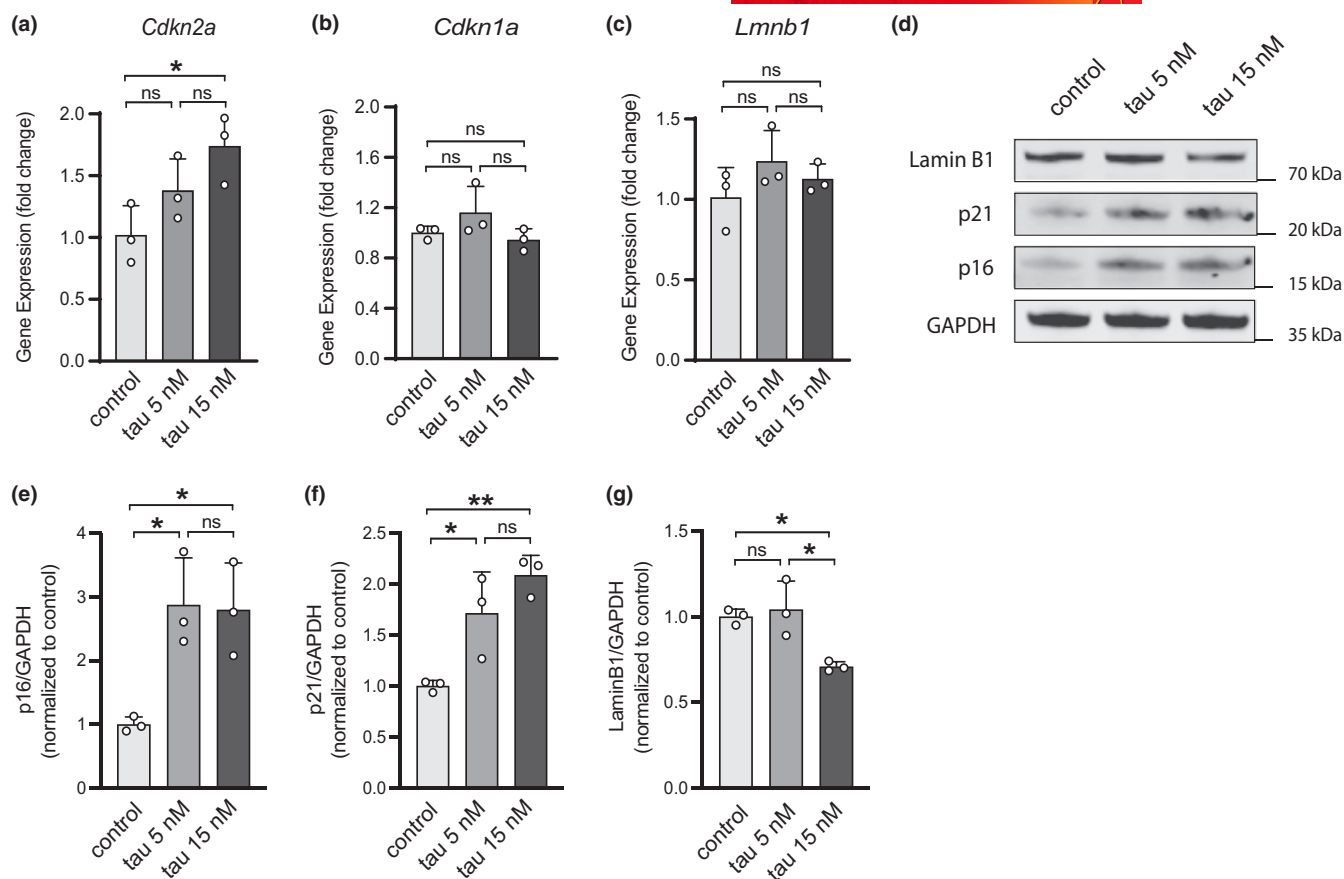 (a)
Cdkn2a
*
ns
ns
2.0
1.5
1.0
0.5
0.0
Gene Expression (fold change)
control
tau 5 nM
tau 15 nM
(b)
Cdkn1a
ns
ns
ns
2.0
1.6
1.2
0.8
0.4
0.0
Gene Expression (fold change)
control
tau 5 nM
tau 15 nM
(c)
Lmnb1
ns
ns
ns
1.5
1.0
0.5
0.0
Gene Expression (fold change)
control
tau 5 nM
tau 15 nM
(d)
control
tau 5 nM
tau 15 nM
Lamin B1
70 kDa
p21
20 kDa
p16
15 kDa
GAPDH
35 kDa
(e)
*
*
ns
4
3
2
1
0
p16/GAPDH
(normalized to control)
control
tau 5 nM
tau 15 nM
(f)
**
*
ns
2.5
2.0
1.5
1.0
0.5
0.0
p21/GAPDH
(normalized to control)
control
tau 5 nM
tau 15 nM
(g)
*
ns
*
1.5
1.0
0.5
0.0
LaminB1/GAPDH
(normalized to control)
control
tau 5 nM
tau 15 nM